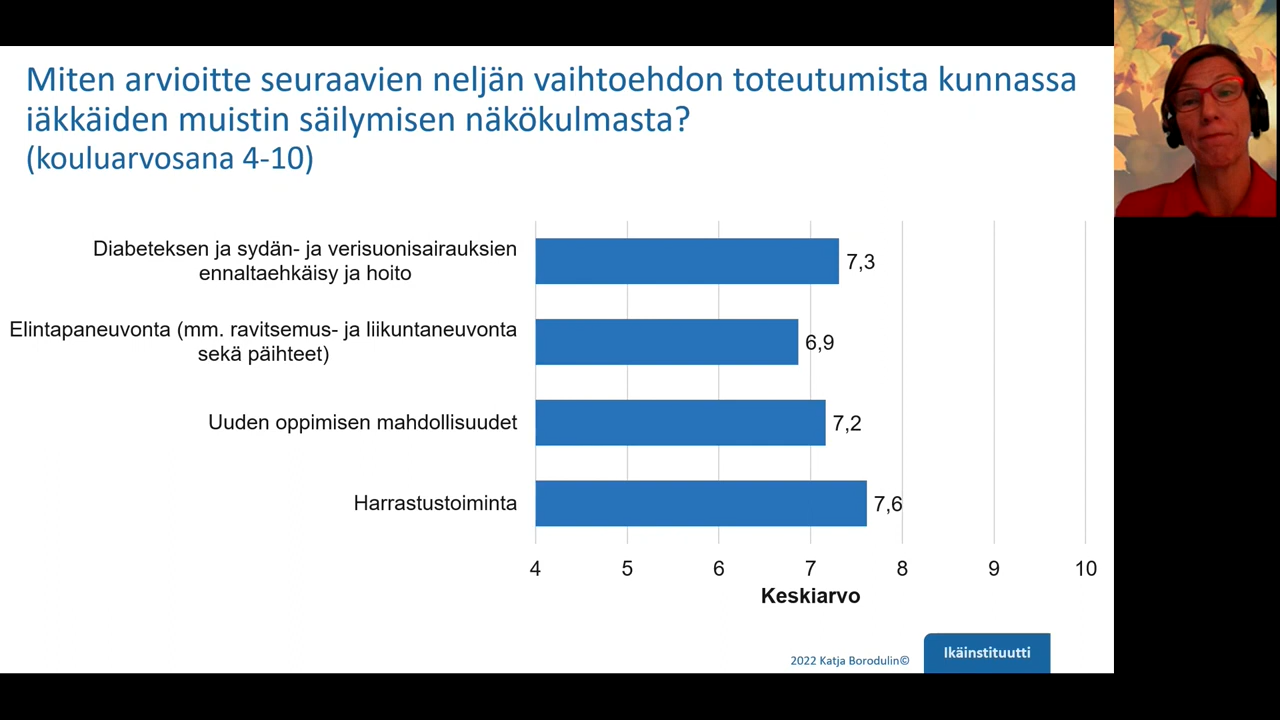 Miten arvioitte seuraavien neljän vaihtoehdon toteutumista kunnassa
iäkkäiden muistin säilymisen näkökulmasta?
(kouluarvosana 4-10)
Diabeteksen ja sydän- ja verisuonisairauksien
ennaltaehkäisy ja hoito
7,3
Elintapaneuvonta (mm. ravitsemus- ja liikuntaneuvonta
sekä päihteet)
6,9
Uuden oppimisen mahdollisuudet
7,2
Harrastustoiminta
7,6
4 5 6 7 8 9 10
Keskiarvo
2022 Katja Borodulin©
Ikäinstituutti